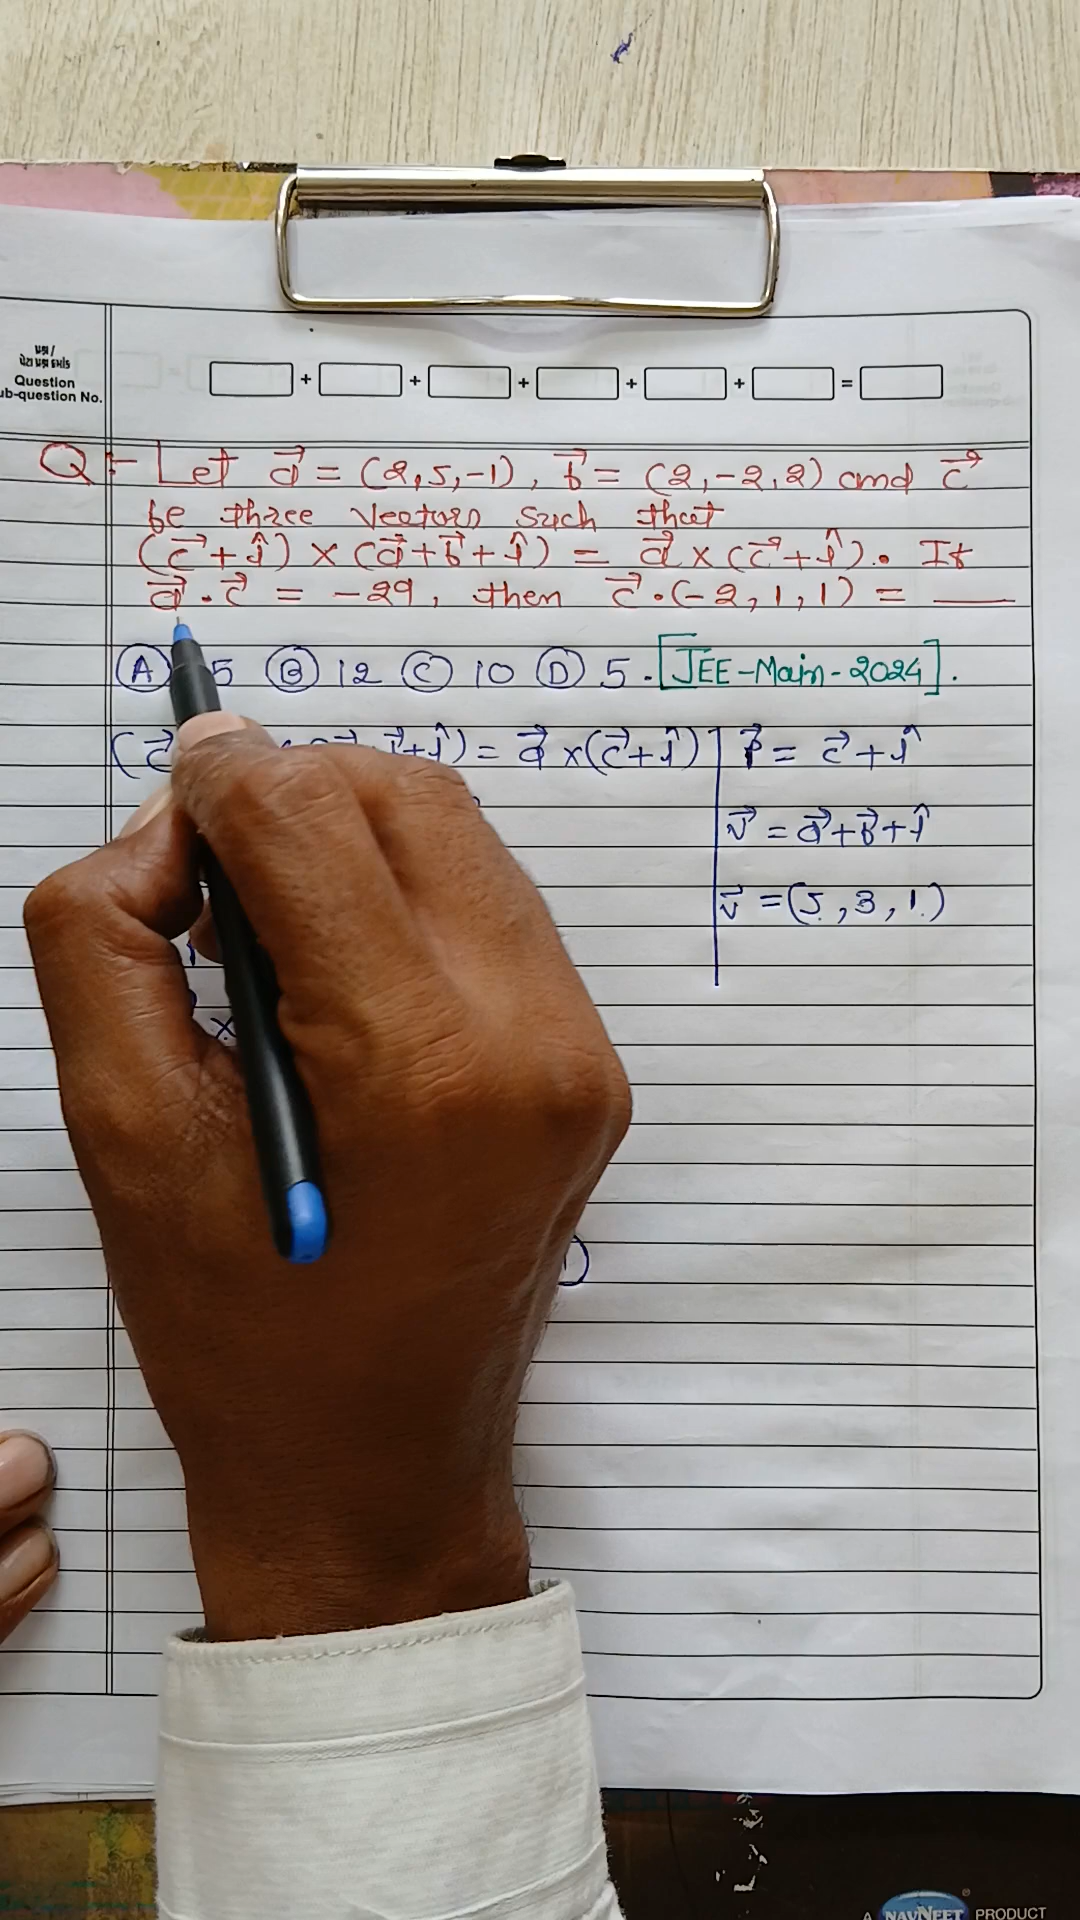 પ્રશ્ન /
પેટા પ્રશ્ન ક્રમાંક
Question
ub-question No.
+ + + + + =
Q :- Let a⃗ = (2,5,-1), b⃗ = (2,-2,2) and c⃗
be three vectors such that
(c⃗ + î) × (a⃗ + b⃗ + î) = a⃗ × (c⃗ + î). If
a⃗ · c⃗ = -29, then c⃗ · (-2,1,1) = ___
(A) 5 (B) 12 (C) 10 (D) 5. [JEE-Main-2024].
(c⃗ +î) = a⃗ × (c⃗ + î) r⃗ = c⃗ + î
v⃗ = a⃗ + b⃗ + î
v⃗ = (5, 3, 1)
×
NAVNEET
A PRODUCT